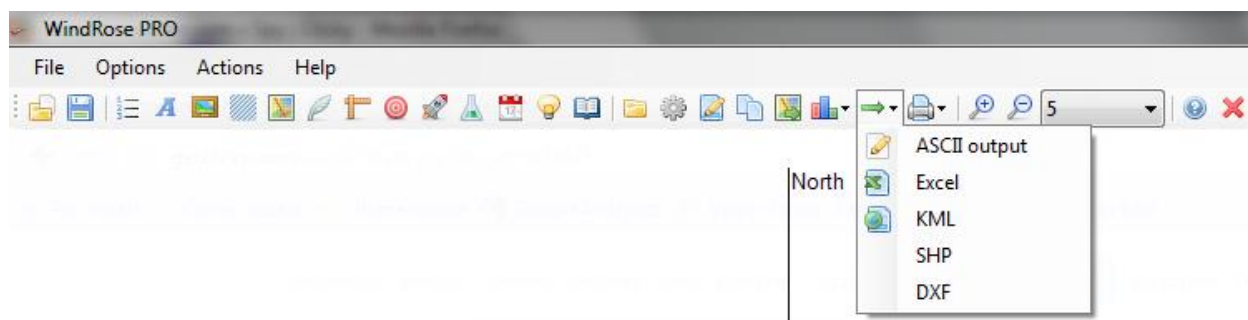 WindRose PRO
File Options Actions Help
5
ASCII output
North
Excel
KML
SHP
DXF